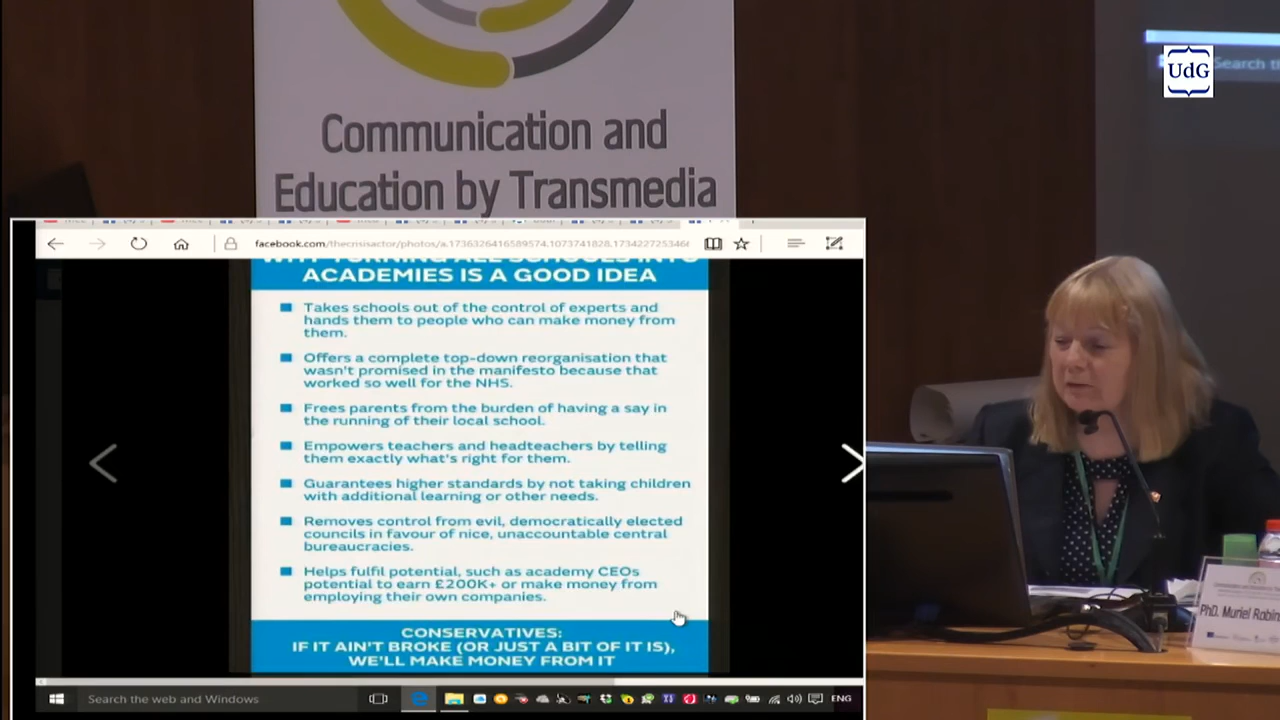 Communication and
Education by Transmedia
UdG
Search
facebook.com/thecrisisactor/photos/a.1736326416589574.1073741828.173422725346
WHY TURNING ALL SCHOOLS INTO
ACADEMIES IS A GOOD IDEA
Takes schools out of the control of experts and
hands them to people who can make money from
them.
Offers a complete top-down reorganisation that
wasn't promised in the manifesto because that
worked so well for the NHS.
Frees parents from the burden of having a say in
the running of their local school.
Empowers teachers and headteachers by telling
them exactly what's right for them.
Guarantees higher standards by not taking children
with additional learning or other needs.
Removes control from evil, democratically elected
councils in favour of nice, unaccountable central
bureaucracies.
Helps fulfil potential, such as academy CEOs
potential to earn £200K+ or make money from
employing their own companies.
CONSERVATIVES:
IF IT AIN'T BROKE (OR JUST A BIT OF IT IS),
WE'LL MAKE MONEY FROM IT
Search the web and Windows
ENG
PhD. Muriel Robin